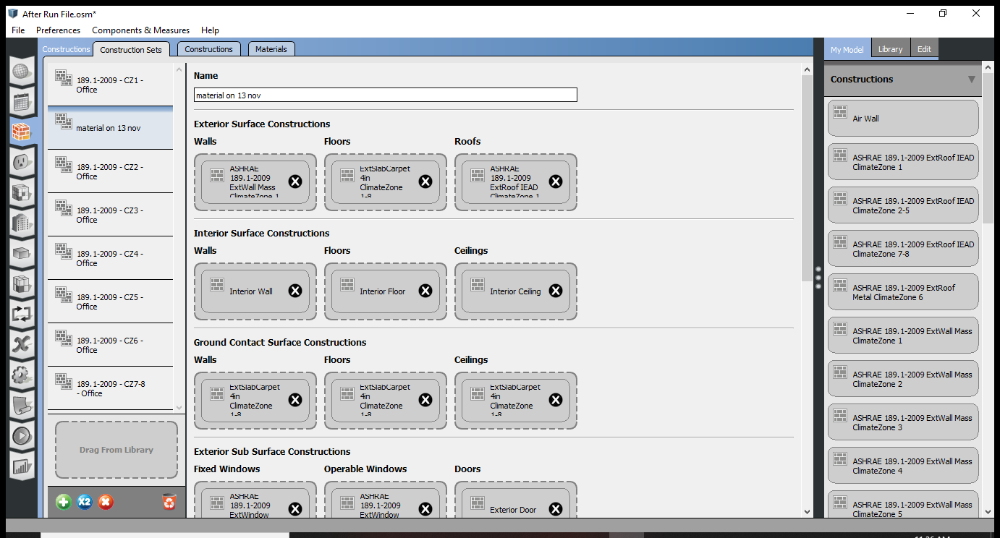 After Run File.osm*
File Preferences Components & Measures Help
Constructions Construction Sets Constructions Materials
My Model Library Edit
189.1-2009 - CZ1 -
Office
material on 13 nov
189.1-2009 - CZ2 -
Office
189.1-2009 - CZ3 -
Office
189.1-2009 - CZ4 -
Office
189.1-2009 - CZ5 -
Office
189.1-2009 - CZ6 -
Office
189.1-2009 - CZ7-8
- Office
Drag From Library
X2
Name
material on 13 nov
Exterior Surface Constructions
Walls Floors Roofs
ASHRAE
189.1-2009
ExtWall Mass
ClimateZone 1
ExtSlabCarpet
4in
ClimateZone
1-8
ASHRAE
189.1-2009
ExtRoof IEAD
ClimateZone 1
Interior Surface Constructions
Walls Floors Ceilings
Interior Wall Interior Floor Interior Ceiling
Ground Contact Surface Constructions
Walls Floors Ceilings
ExtSlabCarpet
4in
ClimateZone
1-8
ExtSlabCarpet
4in
ClimateZone
1-8
ExtSlabCarpet
4in
ClimateZone
1-8
Exterior Sub Surface Constructions
Fixed Windows Operable Windows Doors
ASHRAE
189.1-2009
ExtWindow
ASHRAE
189.1-2009
ExtWindow
Exterior Door
Constructions
Air Wall
ASHRAE 189.1-2009 ExtRoof IEAD
ClimateZone 1
ASHRAE 189.1-2009 ExtRoof IEAD
ClimateZone 2-5
ASHRAE 189.1-2009 ExtRoof IEAD
ClimateZone 7-8
ASHRAE 189.1-2009 ExtRoof
Metal ClimateZone 6
ASHRAE 189.1-2009 ExtWall Mass
ClimateZone 1
ASHRAE 189.1-2009 ExtWall Mass
ClimateZone 2
ASHRAE 189.1-2009 ExtWall Mass
ClimateZone 3
ASHRAE 189.1-2009 ExtWall Mass
ClimateZone 4
ASHRAE 189.1-2009 ExtWall Mass
ClimateZone 5